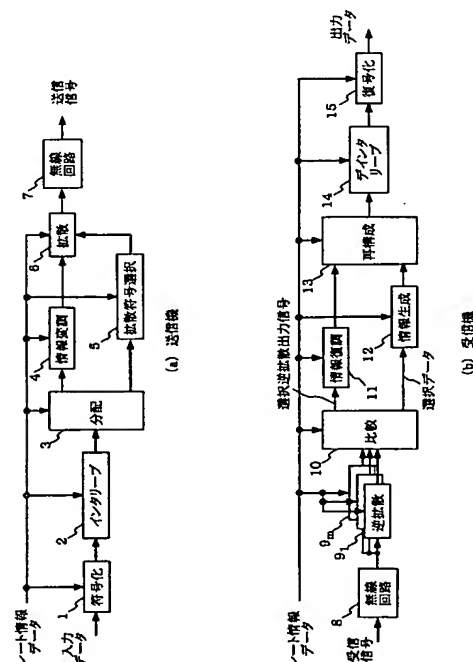 ート情報
データ
入力
データ
1
符号化
2
インタリーブ
3
分配
4
情報変調
5
拡散符号選択
6
拡散
7
無線
回路
送信
信号
(a) 送信機
ート情報
データ
受信
信号
8
無線
回路
9m
91
逆拡散
10
比較
選択逆拡散出力信号
11
情報復調
12
情報生成
選択データ
13
再構成
14
デインタ
リーブ
15
復号化
出力
データ
(b) 受信機